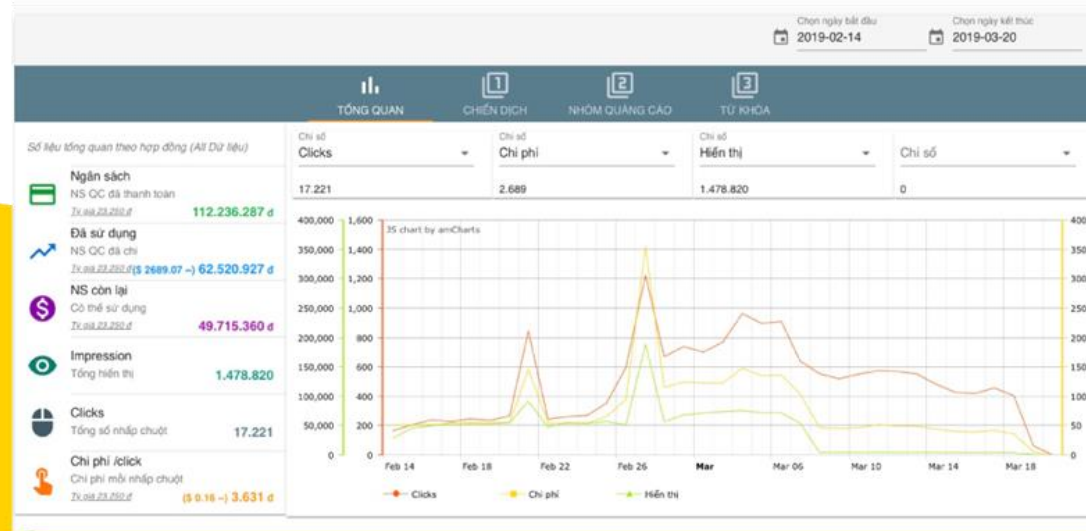 Chọn ngày bắt đầu
2019-02-14
Chọn ngày kết thúc
2019-03-20
TỔNG QUAN
CHIẾN DỊCH
NHÓM QUẢNG CÁO
TỪ KHÓA
Số liệu tổng quan theo hợp đồng (All Dữ liệu)
Ngân sách
NS QC đã thanh toán
Tỷ giá 23.250 đ
112.236.287 đ
Đã sử dụng
NS QC đã chi
Tỷ giá 23.250 đ
($ 2689.07 ~) 62.520.927 đ
NS còn lại
Có thể sử dụng
Tỷ giá 23.250 đ
49.715.360 đ
Impression
Tổng hiển thị
1.478.820
Clicks
Tổng số nhấp chuột
17.221
Chi phí /click
Chi phí mỗi nhấp chuột
Tỷ giá 23.250 đ
($ 0.16 ~) 3.631 đ
Chỉ số
Clicks
17.221
Chỉ số
Chi phí
2.689
Chỉ số
Hiển thị
1.478.820
Chỉ số
0
JS chart by amCharts
400,000
350,000
300,000
250,000
200,000
150,000
100,000
50,000
0
1,600
1,400
1,200
1,000
800
600
400
200
0
400
350
300
250
200
150
100
50
0
Feb 14
Feb 18
Feb 22
Feb 26
Mar
Mar 06
Mar 10
Mar 14
Mar 18
Clicks
Chi phí
Hiển thị